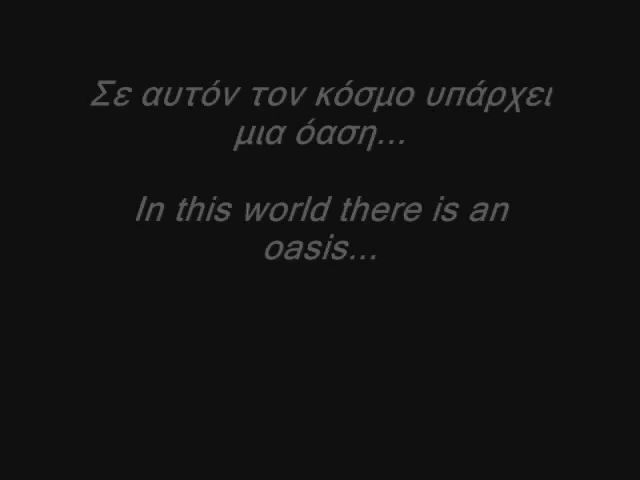 Σε αυτόν τον κόσμο υπάρχει
μια όαση...
In this world there is an
oasis...